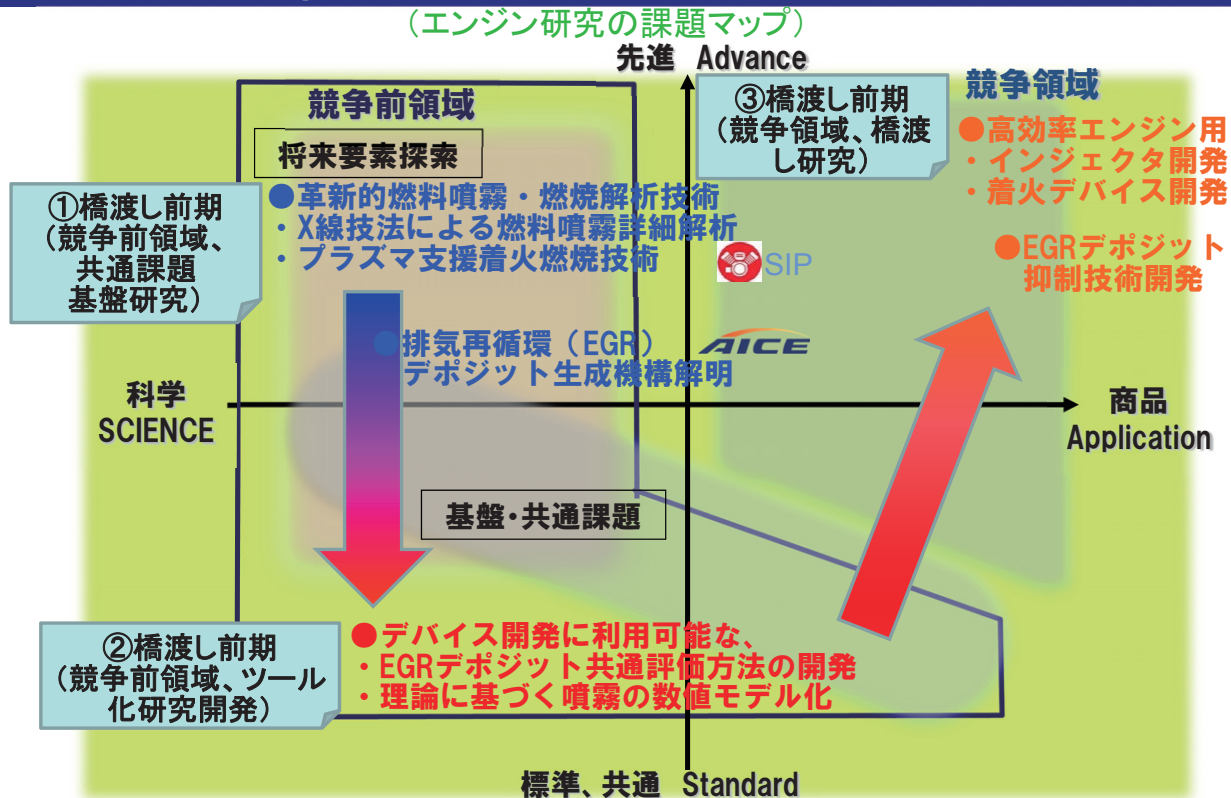 (エンジン研究の課題マップ)
先進 Advance
競争前領域
将来要素探索
①橋渡し前期
(競争前領域、
共通課題
基盤研究)
●革新的燃料噴霧・燃焼解析技術
・X線技法による燃料噴霧詳細解析
・プラズマ支援着火燃焼技術
●排気再循環(EGR)
デポジット生成機構解明
③橋渡し前期
(競争領域、橋渡
し研究)
競争領域
●高効率エンジン用
・インジェクタ開発
・着火デバイス開発
●EGRデポジット
抑制技術開発
SIP
AICE
科学
SCIENCE
商品
Application
基盤・共通課題
②橋渡し前期
(競争前領域、ツール
化研究開発)
●デバイス開発に利用可能な、
・EGRデポジット共通評価方法の開発
・理論に基づく噴霧の数値モデル化
標準、共通 Standard